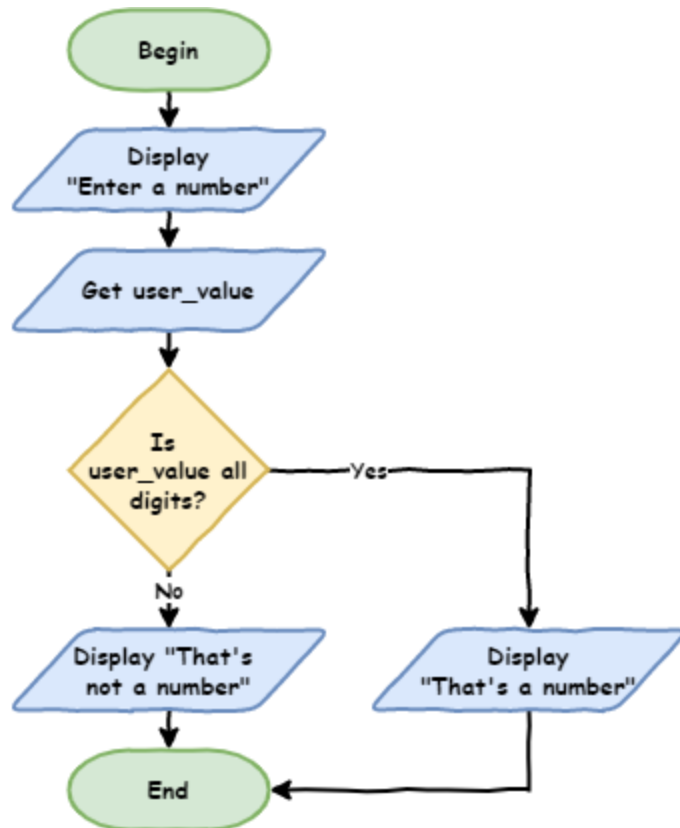 Begin
Display
"Enter a number"
Get user_value
Is
user_value all
digits?
Yes
No
Display "That's
not a number"
Display
"That's a number"
End